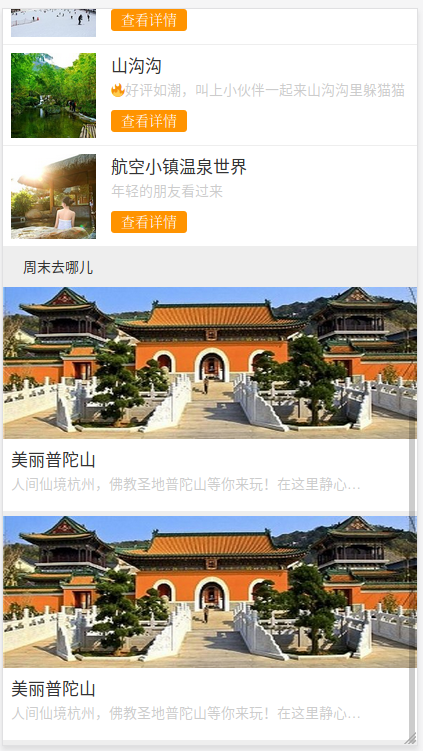 查看详情
山沟沟
🔥好评如潮，叫上小伙伴一起来山沟沟里躲猫猫
查看详情
航空小镇温泉世界
年轻的朋友看过来
查看详情
周末去哪儿
美丽普陀山
人间仙境杭州，佛教圣地普陀山等你来玩！在这里静心…
美丽普陀山
人间仙境杭州，佛教圣地普陀山等你来玩！在这里静心…